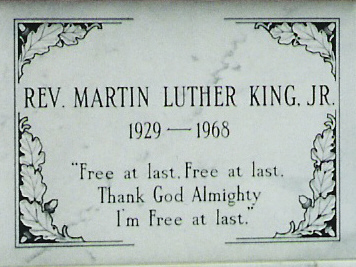 REV. MARTIN LUTHER KING, JR.
1929 — 1968
"Free at last, Free at last,
Thank God Almighty
I'm Free at last."